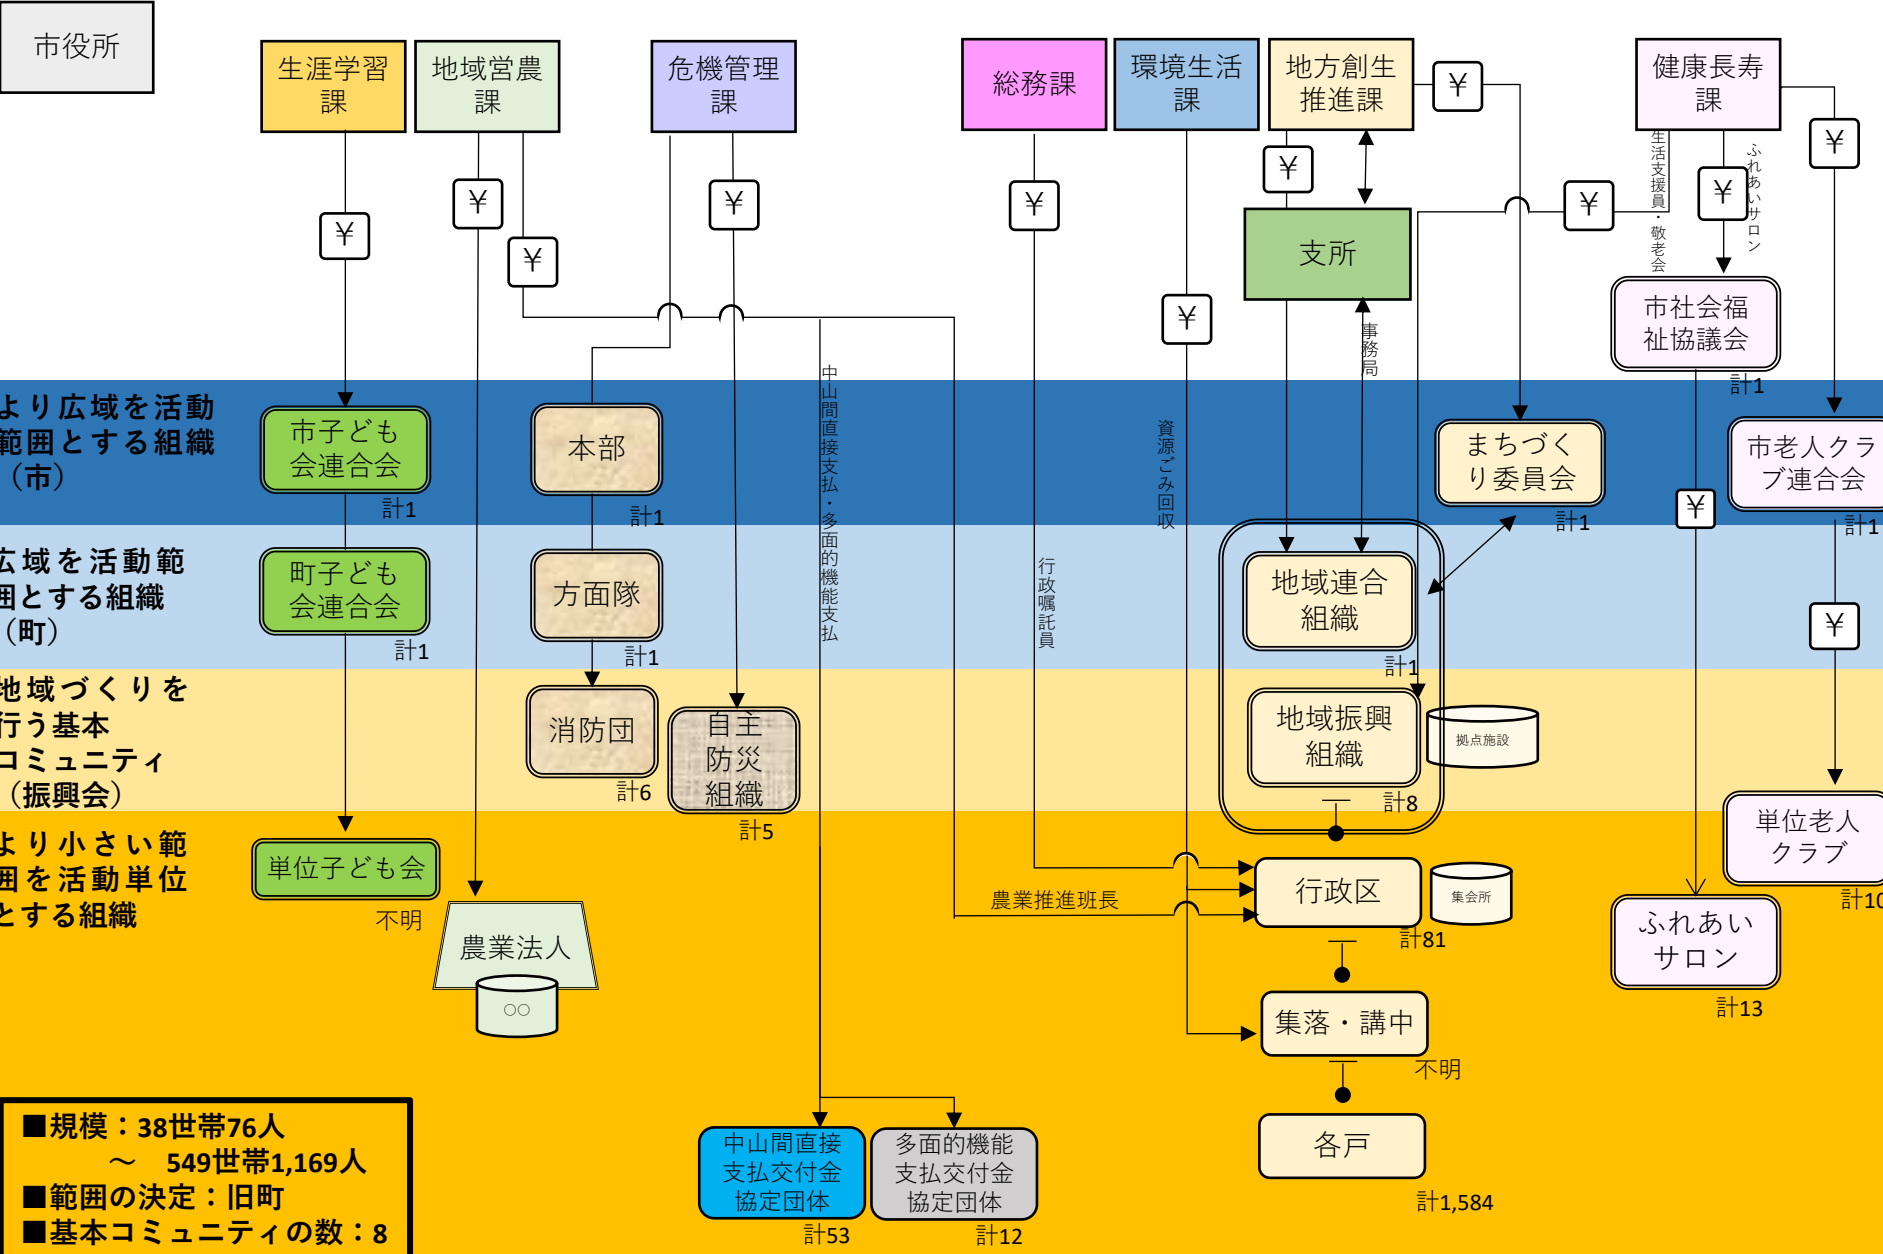 市役所
生涯学習
課
地域営農
課
危機管理
課
総務課
環境生活
課
地方創生
推進課
健康長寿
課
¥
¥
¥
¥
¥
¥
¥
¥
¥
¥
¥
生活支援員・敬老会
ふれあいサロン
支所
事務局
市社会福
祉協議会
計1
中山間直接支払・多面的機能支払
資源ごみ回収
行政嘱託員
より広域を活動
範囲とする組織
（市）
市子ども
会連合会
計1
本部
計1
まちづく
り委員会
計1
市老人クラ
ブ連合会
計1
¥
広域を活動範
囲とする組織
（町）
町子ども
会連合会
計1
方面隊
計1
地域連合
組織
計1
¥
地域づくりを
行う基本
コミュニティ
（振興会）
消防団
計6
自主
防災
組織
計5
地域振興
組織
計8
拠点施設
より小さい範
囲を活動単位
とする組織
単位子ども会
不明
農業法人
○○
農業推進班長
行政区
計81
集会所
単位老人
クラブ
計10
ふれあい
サロン
計13
集落・講中
不明
各戸
計1,584
中山間直接
支払交付金
協定団体
計53
多面的機能
支払交付金
協定団体
計12
■規模：38世帯76人
～　549世帯1,169人
■範囲の決定：旧町
■基本コミュニティの数：8